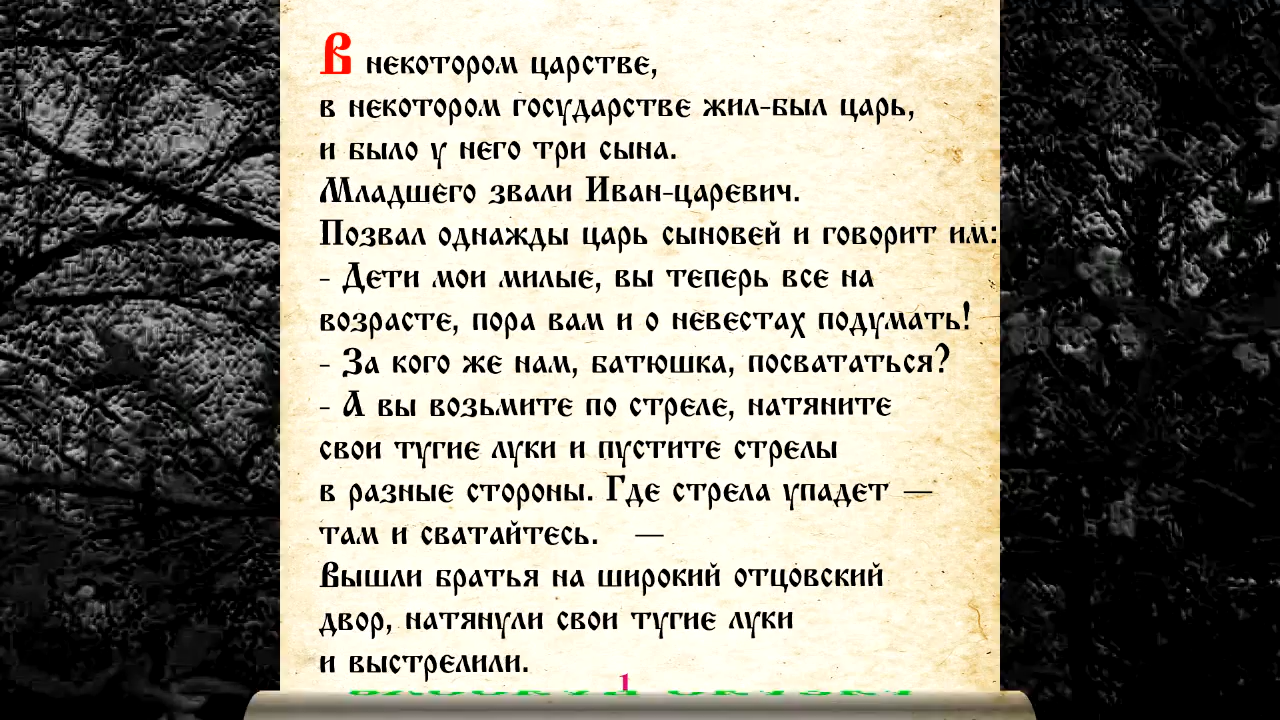 В некотором царстве,
в некотором государстве жил-был царь,
и было у него три сына.
Младшего звали Иван-царевич.
Позвал однажды царь сыновей и говорит им:
- Дети мои милые, вы теперь все на
возрасте, пора вам и о невестах подумать!
- За кого же нам, батюшка, посвататься?
- А вы возьмите по стреле, натяните
свои тугие луки и пустите стрелы
в разные стороны. Где стрела упадет —
там и сватайтесь. —
Вышли братья на широкий отцовский
двор, натянули свои тугие луки
и выстрелили.
1